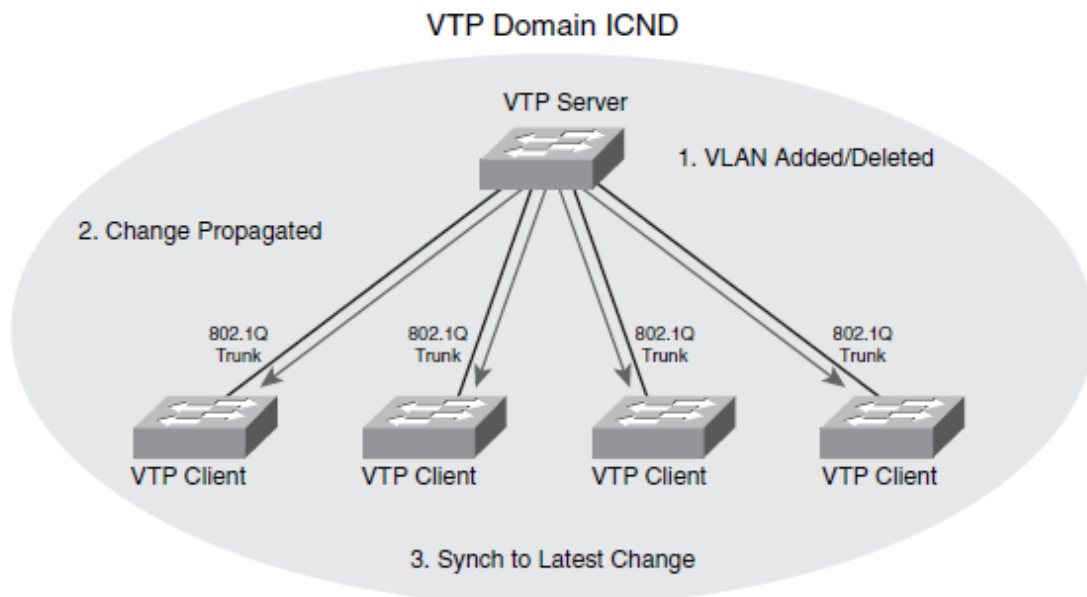 VTP Domain ICND
VTP Server
1. VLAN Added/Deleted
2. Change Propagated
802.1Q
Trunk
802.1Q
Trunk
802.1Q
Trunk
802.1Q
Trunk
VTP Client
VTP Client
VTP Client
VTP Client
3. Synch to Latest Change